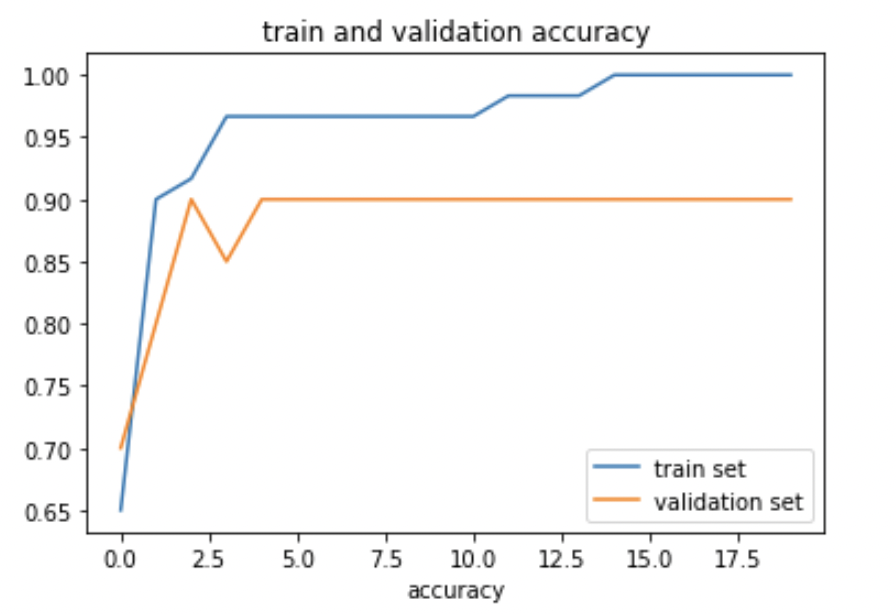 train and validation accuracy
1.00
0.95
0.90
0.85
0.80
0.75
0.70
0.65
train set
validation set
0.0 2.5 5.0 7.5 10.0 12.5 15.0 17.5
accuracy